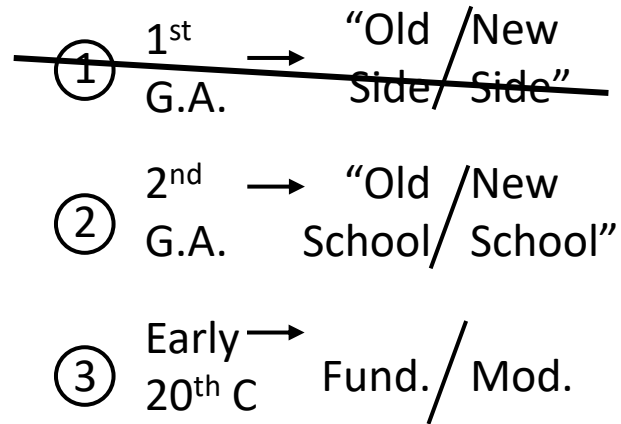 1 1st → "Old / New
G.A. Side / Side"
2 2nd → "Old / New
G.A. School / School"
3 Early → Fund. / Mod.
20th C